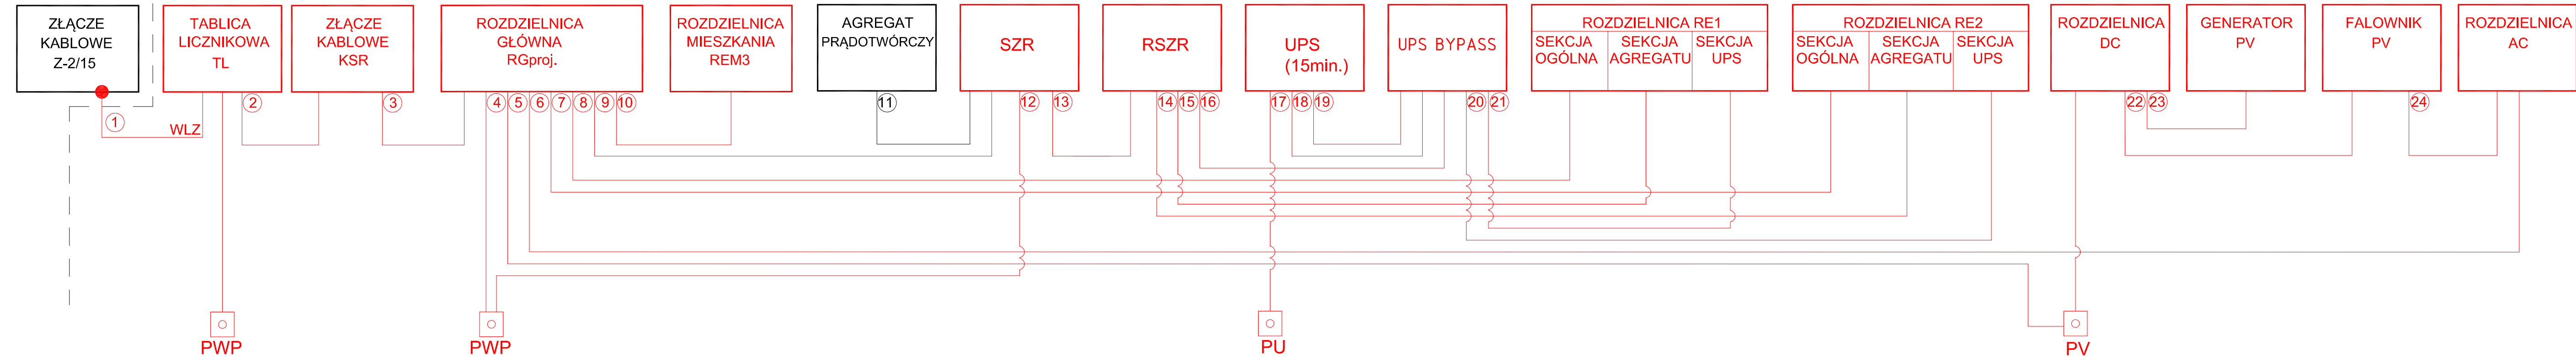 ZŁĄCZE
KABLOWE
Z-2/15
TABLICA
LICZNIKOWA
TL
ZŁĄCZE
KABLOWE
KSR
ROZDZIELNICA
GŁÓWNA
RGproj.
ROZDZIELNICA
MIESZKANIA
REM3
AGREGAT
PRĄDOTWÓRCZY
SZR
RSZR
UPS
(15min.)
UPS BYPASS
ROZDZIELNICA RE1
SEKCJA
OGÓLNA
SEKCJA
AGREGATU
SEKCJA
UPS
ROZDZIELNICA RE2
SEKCJA
OGÓLNA
SEKCJA
AGREGATU
SEKCJA
UPS
ROZDZIELNICA
DC
GENERATOR
PV
FALOWNIK
PV
ROZDZIELNICA
AC
1
WLZ
2
3
4 5 6 7 8 9 10
11
12 13
14 15 16
17 18 19
20 21
22 23
24
PWP
PWP
PU
PV